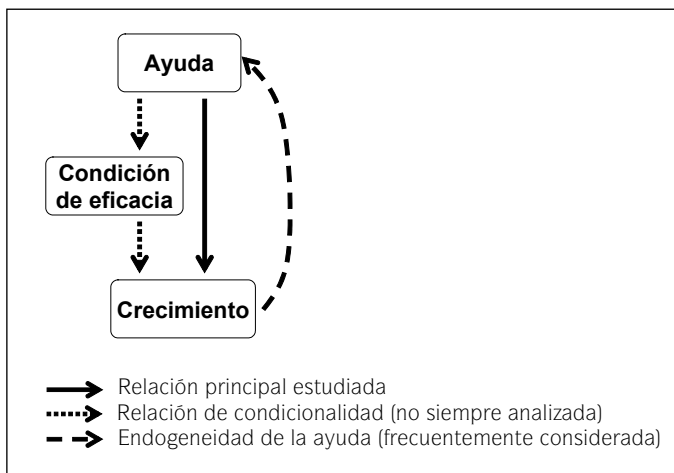 Ayuda
Condición
de eficacia
Crecimiento
Relación principal estudiada
Relación de condicionalidad (no siempre analizada)
Endogeneidad de la ayuda (frecuentemente considerada)